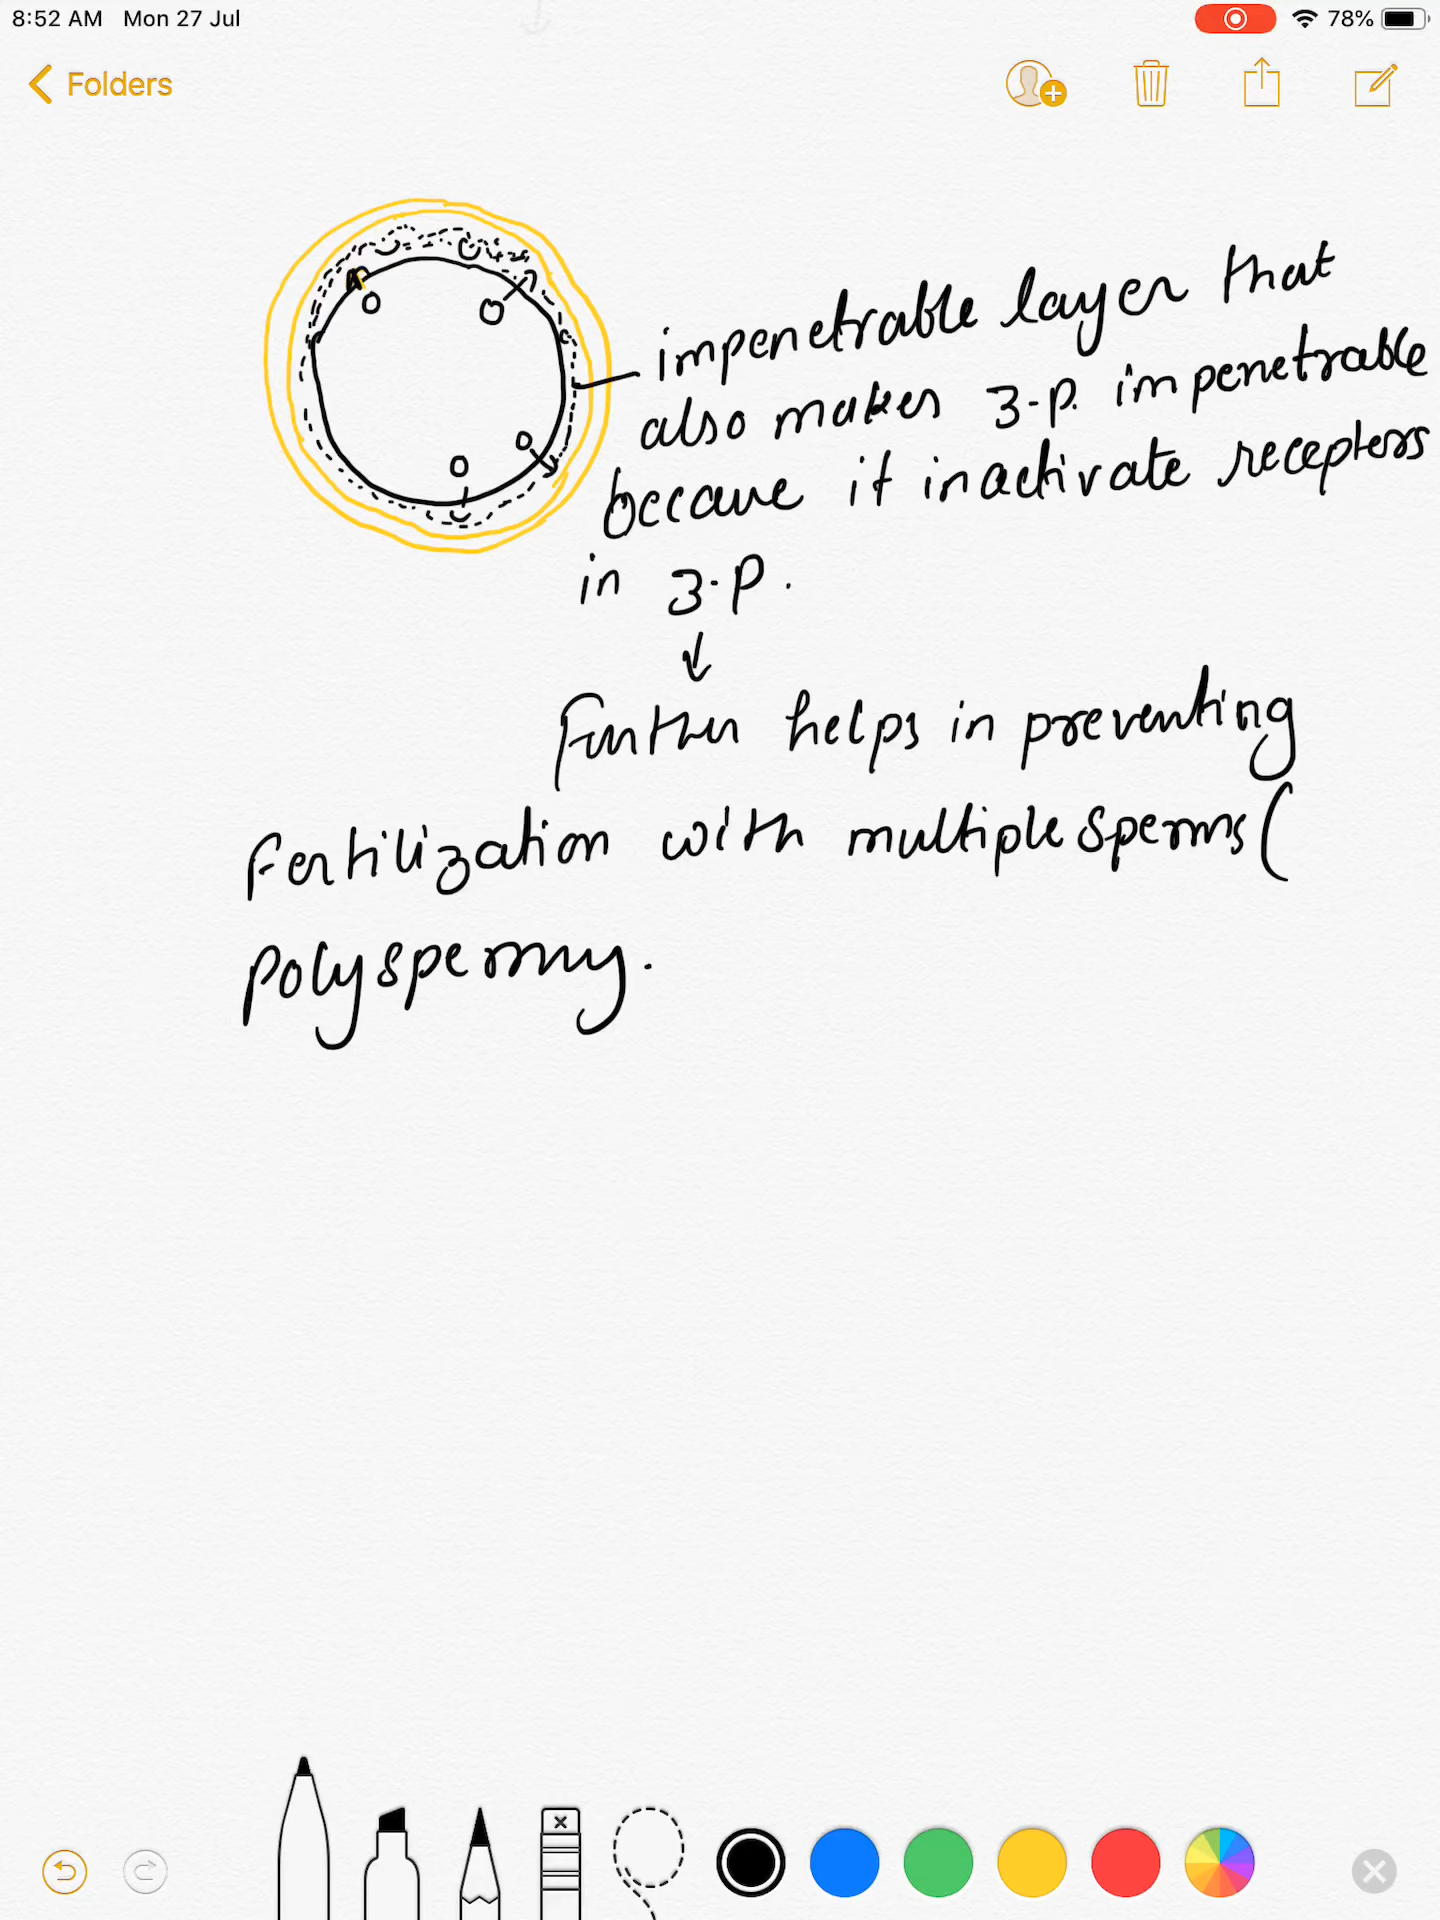 8:52 AM Mon 27 Jul 78%
Folders
impenetrable layer that
also makes 3-p. impenetrable
because it inactivate receptors
in 3-p.
↓
Further helps in preventing
fertilization with multiple sperms (
polyspermy.